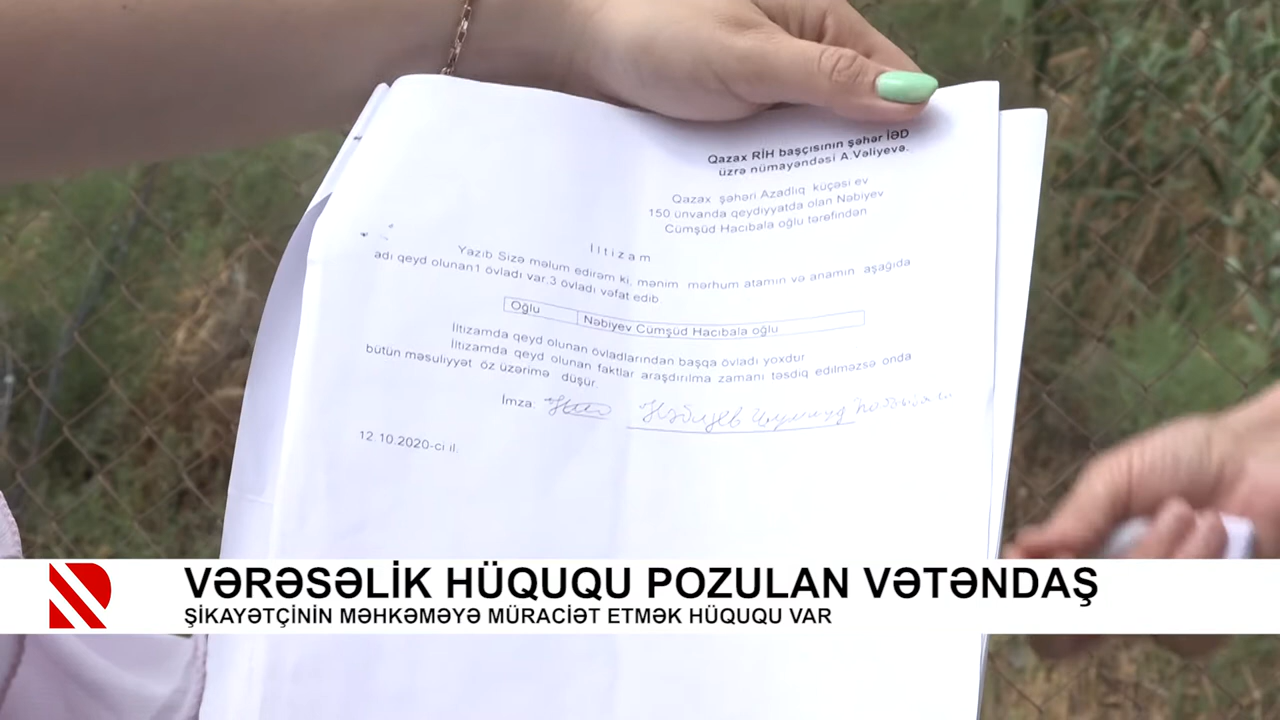 Qazax RİH başçısının şəhər İƏD
üzrə nümayəndəsi A.Vəliyevə.
Qazax şəhəri Azadlıq küçəsi ev
150 ünvanda qeydiyyatda olan Nəbiyev
Cümşüd Hacıbala oğlu tərəfindən
İltizam
Yazıb Sizə məlum edirəm ki, mənim mərhum atamın və anamın aşağıda
adı qeyd olunan1 övladı var.3 övladı vəfat edib
Oğlu Nəbiyev Cümşüd Hacıbala oğlu
İltizamda qeyd olunan övladlarından başqa övladı yoxdur
İltizamda qeyd olunan faktlar araşdırılma zamanı təsdiq edilməzsə onda
bütün məsuliyyət öz üzərimə düşür.
İmza: Нәбијев Ҹүмшүд
12.10.2020-ci il.
VƏRƏSƏLİK HÜQUQU POZULAN VƏTƏNDAŞ
ŞİKAYƏTÇİNİN MƏHKƏMƏYƏ MÜRACİƏT ETMƏK HÜQUQU VAR